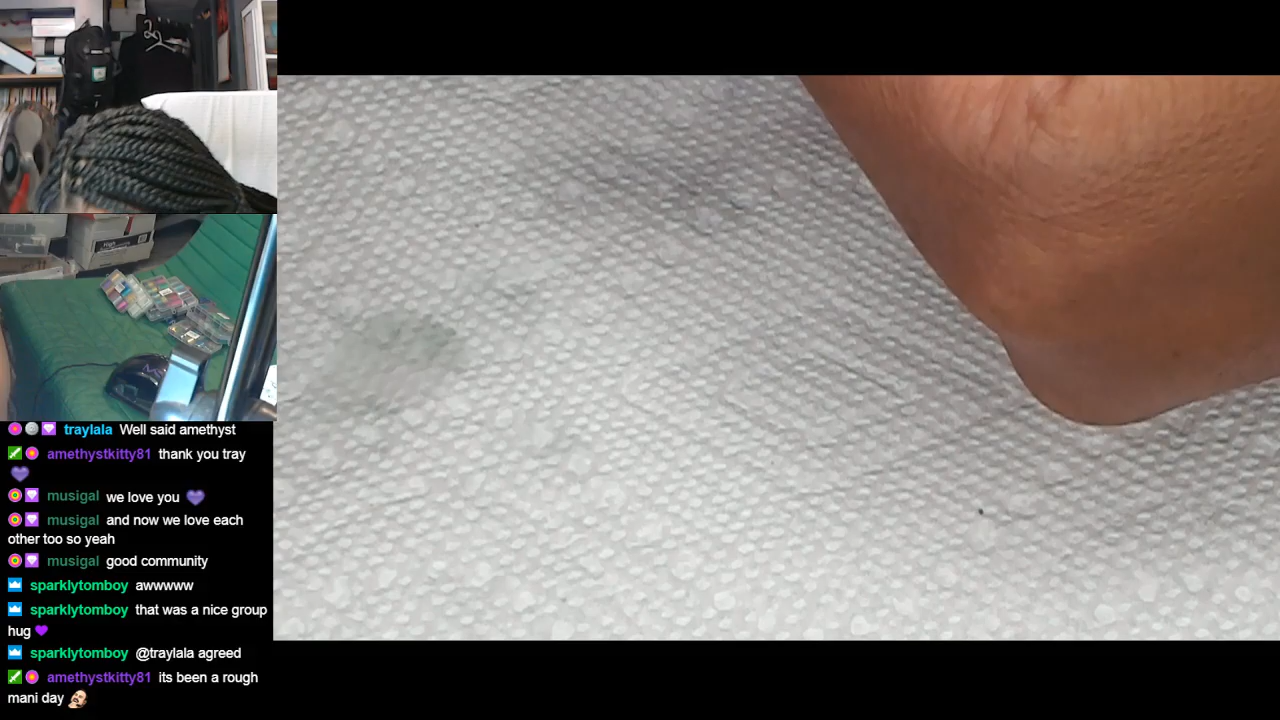 traylala Well said amethyst
amethystkitty81 thank you tray
musigal we love you
musigal and now we love each
other too so yeah
musigal good community
sparklytomboy awwwww
sparklytomboy that was a nice group
hug
sparklytomboy @traylala agreed
amethystkitty81 its been a rough
mani day